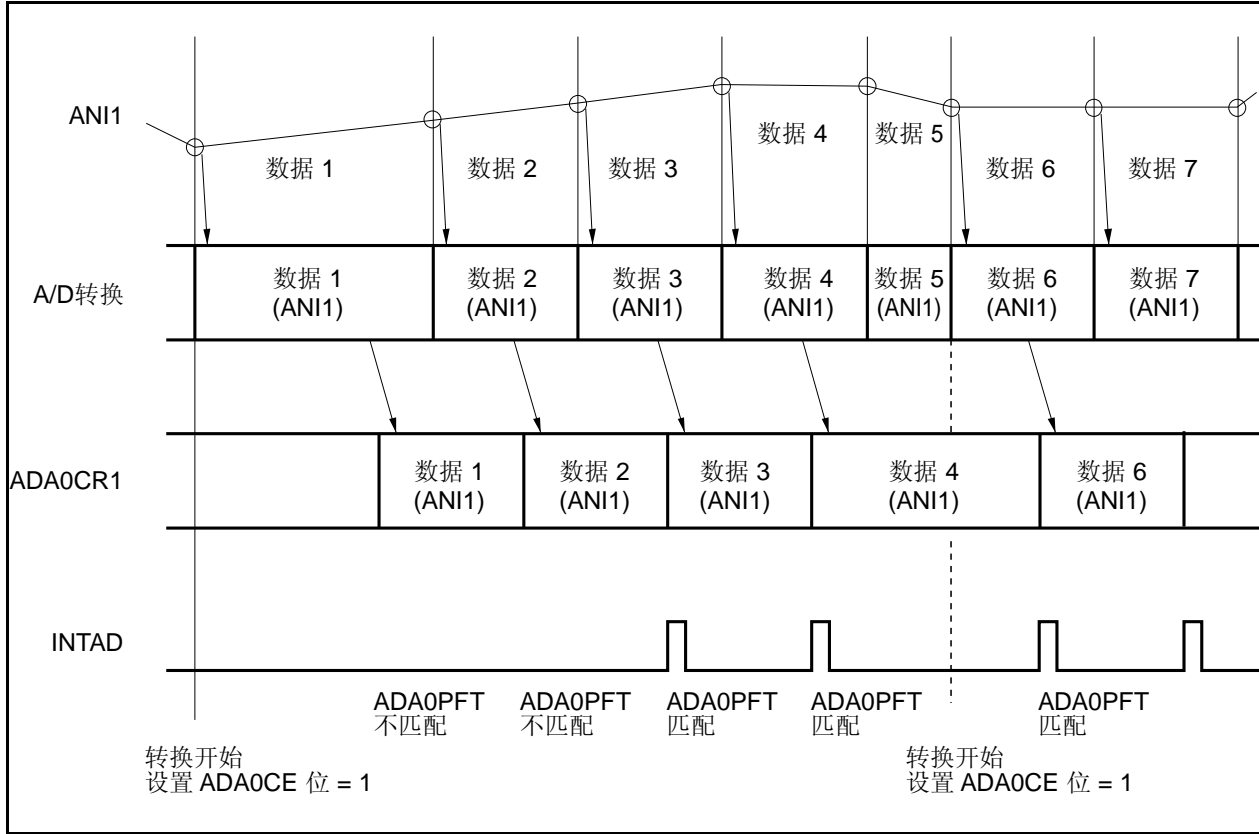 ANI1
数据 1
数据 2
数据 3
数据 4
数据 5
数据 6
数据 7
A/D转换
数据 1
(ANI1)
数据 2
(ANI1)
数据 3
(ANI1)
数据 4
(ANI1)
数据 5
(ANI1)
数据 6
(ANI1)
数据 7
(ANI1)
ADA0CR1
数据 1
(ANI1)
数据 2
(ANI1)
数据 3
(ANI1)
数据 4
(ANI1)
数据 6
(ANI1)
INTAD
ADA0PFT
不匹配
ADA0PFT
不匹配
ADA0PFT
匹配
ADA0PFT
匹配
ADA0PFT
匹配
转换开始
设置 ADA0CE 位 = 1
转换开始
设置 ADA0CE 位 = 1